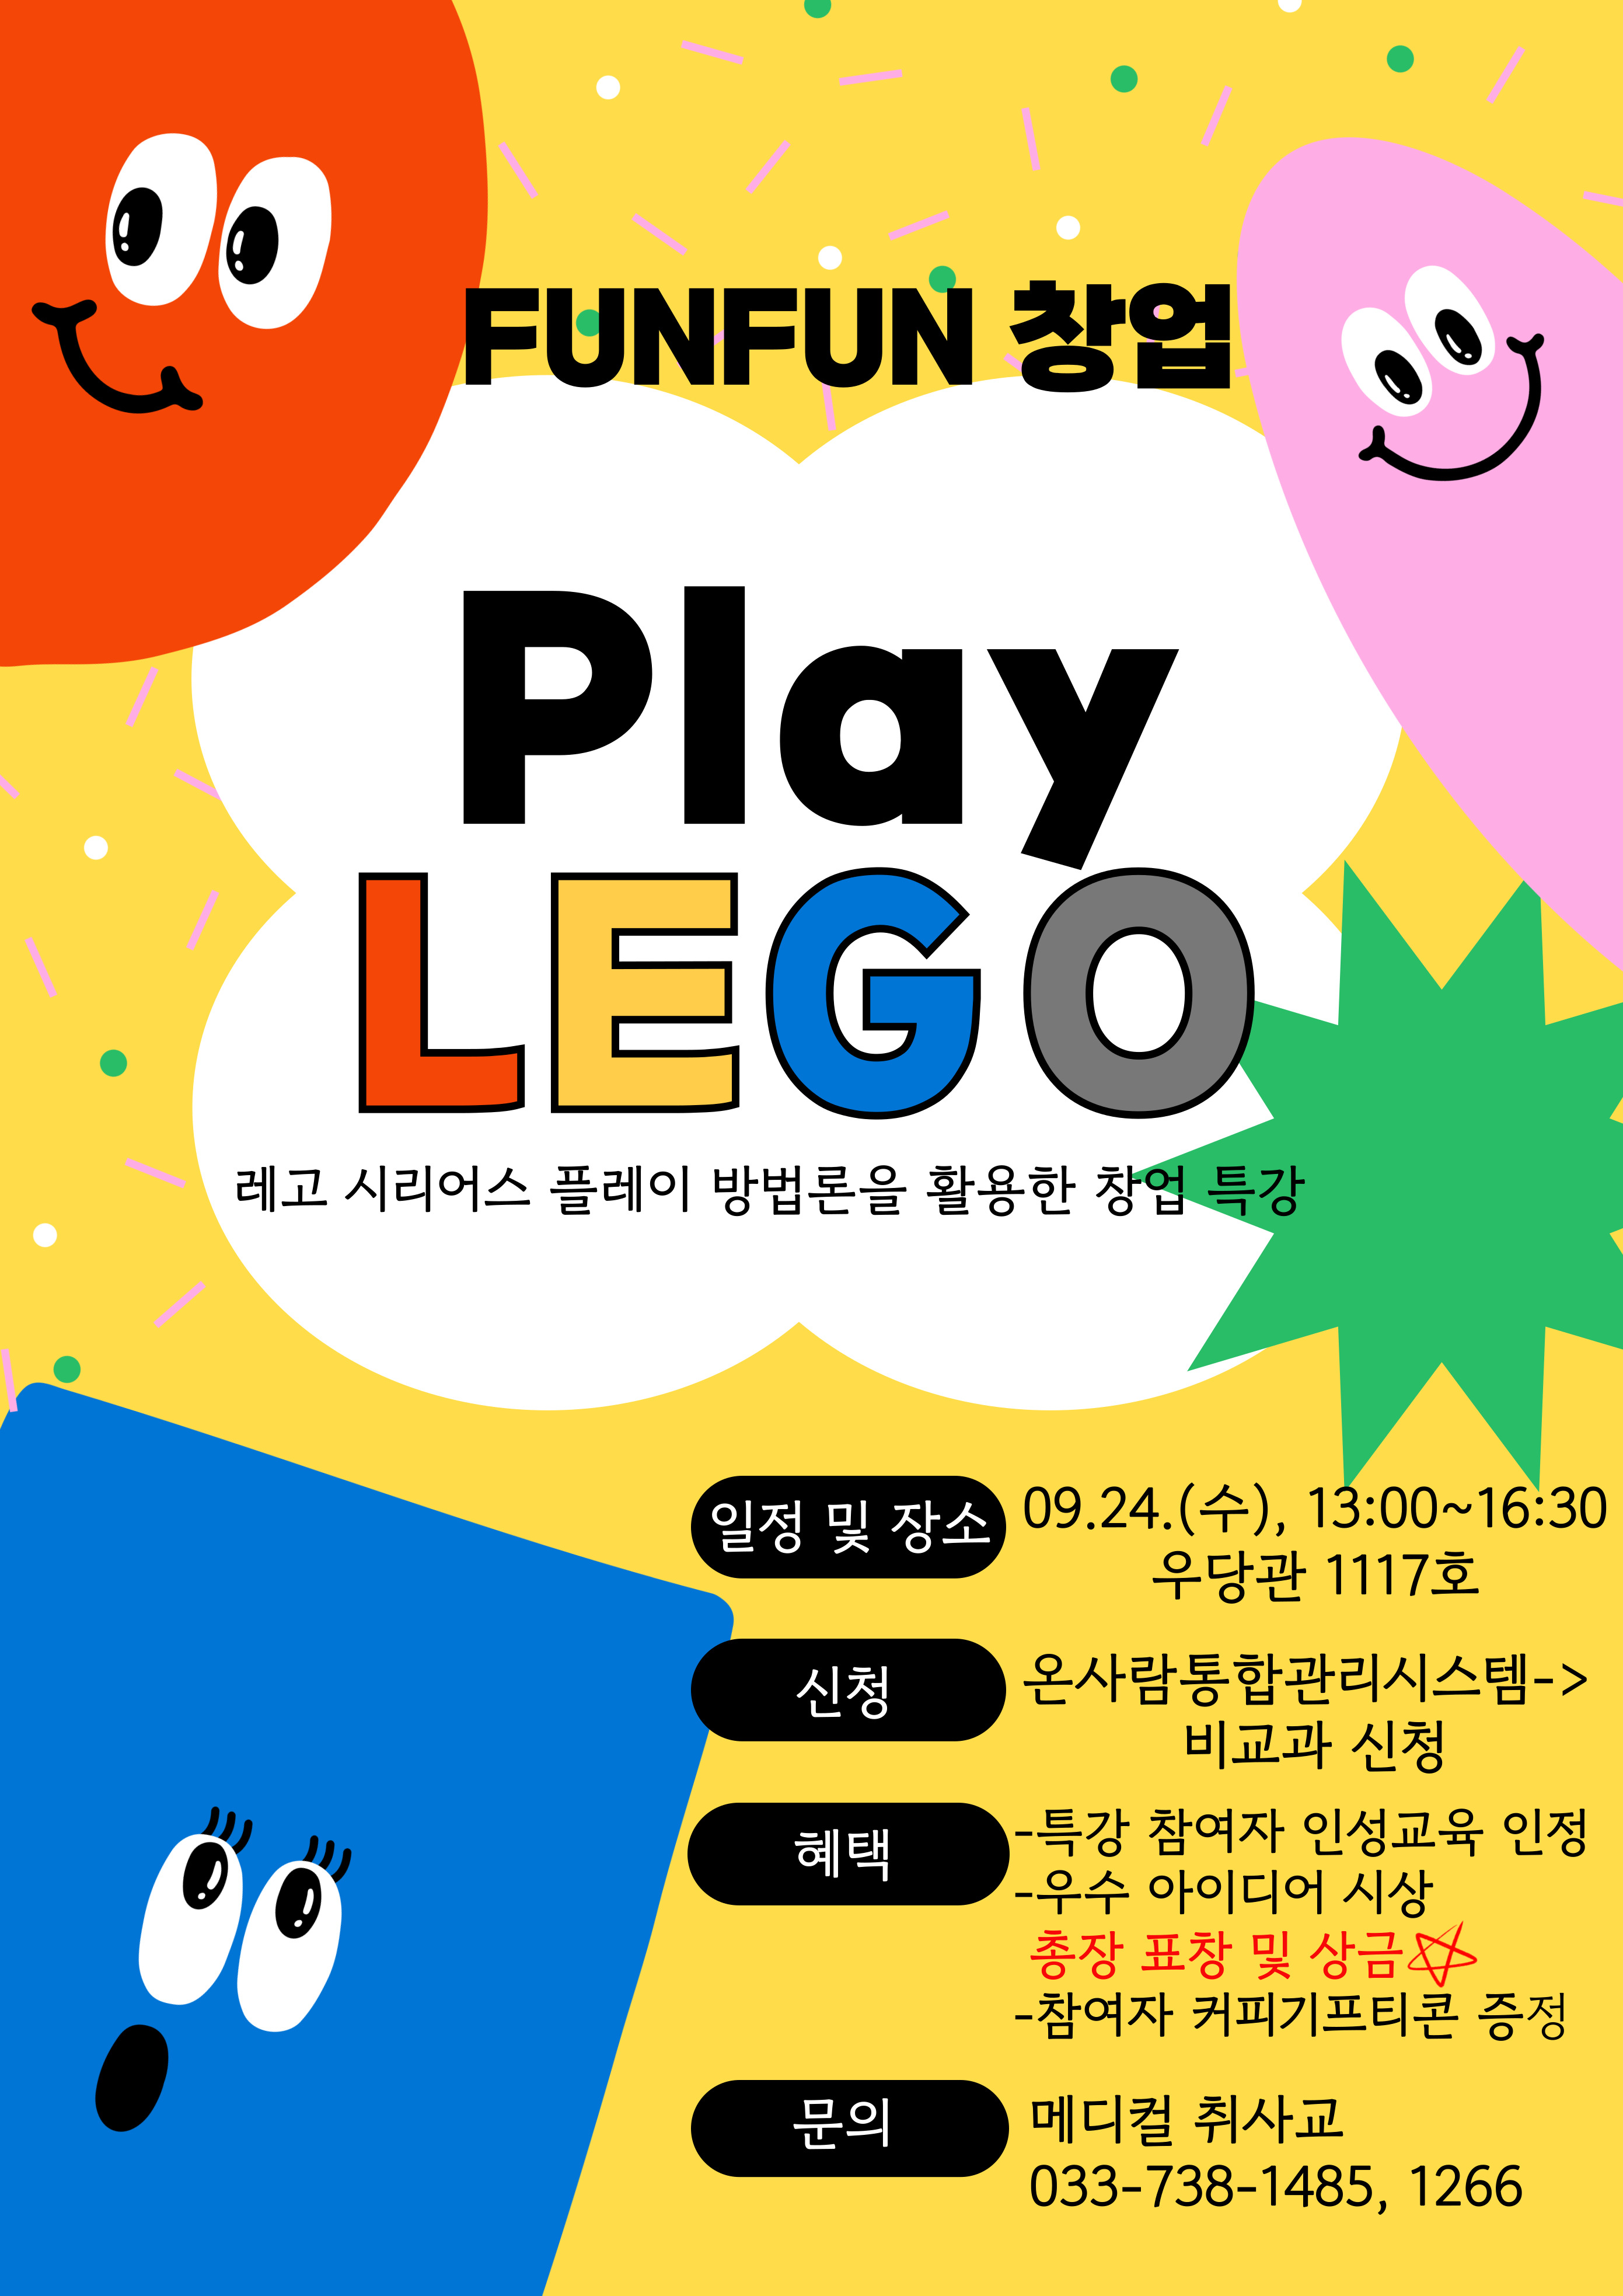 FUNFUN 창업
Play
LEGO
레고 시리어스 플레이 방법론을 활용한 창업 특강
일정 및 장소
09.24.(수), 13:00~16:30
우당관 1117호
신청
온사람통합관리시스템->
비교과 신청
혜택
-특강 참여자 인성교육 인정
-우수 아이디어 시상
총장 표창 및 상금
-참여자 커피기프티콘 증정
문의
메디컬 취사교
033-738-1485, 1266